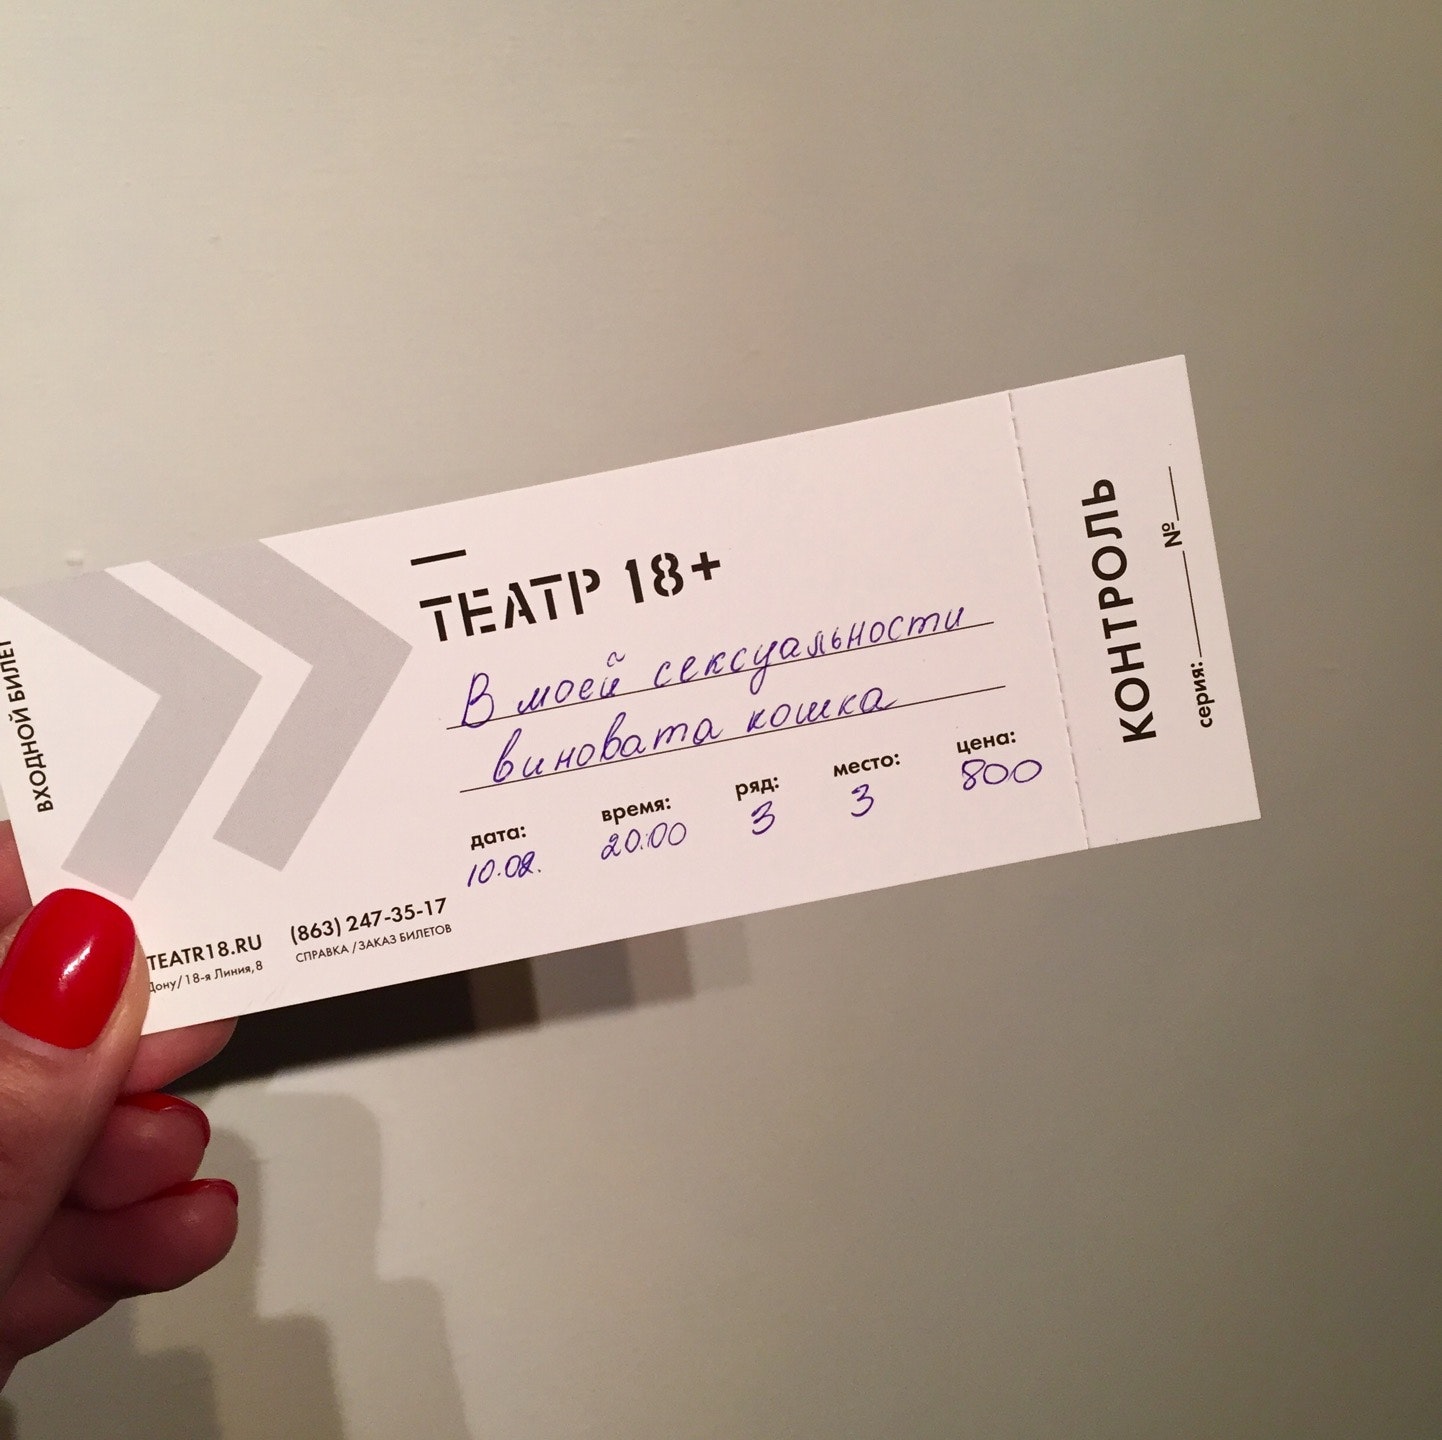 ВХОДНОЙ БИЛЕТ
ТЕАТР 18+
В моей сексуальности
виновата кошка
дата: время: ряд: место: цена:
10.02. 20:00 3 3 800
TEATR18.RU (863) 247-35-17
Дону/18-я Линия,8 СПРАВКА/ЗАКАЗ БИЛЕТОВ
КОНТРОЛЬ
серия: №